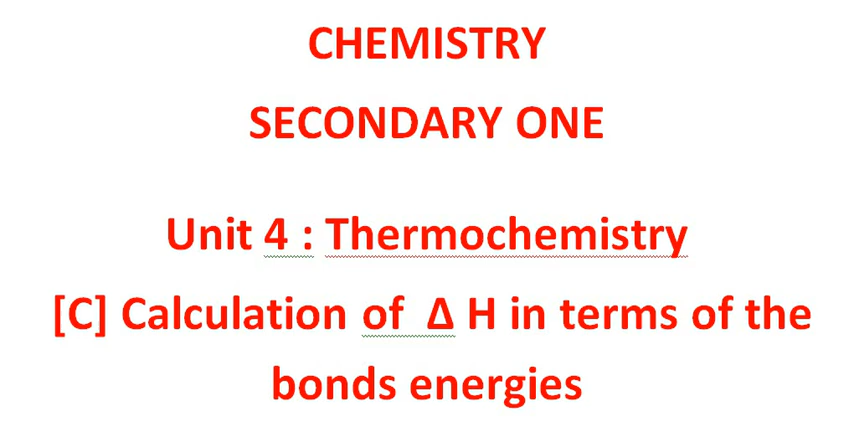 CHEMISTRY
SECONDARY ONE
Unit 4 : Thermochemistry
[C] Calculation of Δ H in terms of the
bonds energies